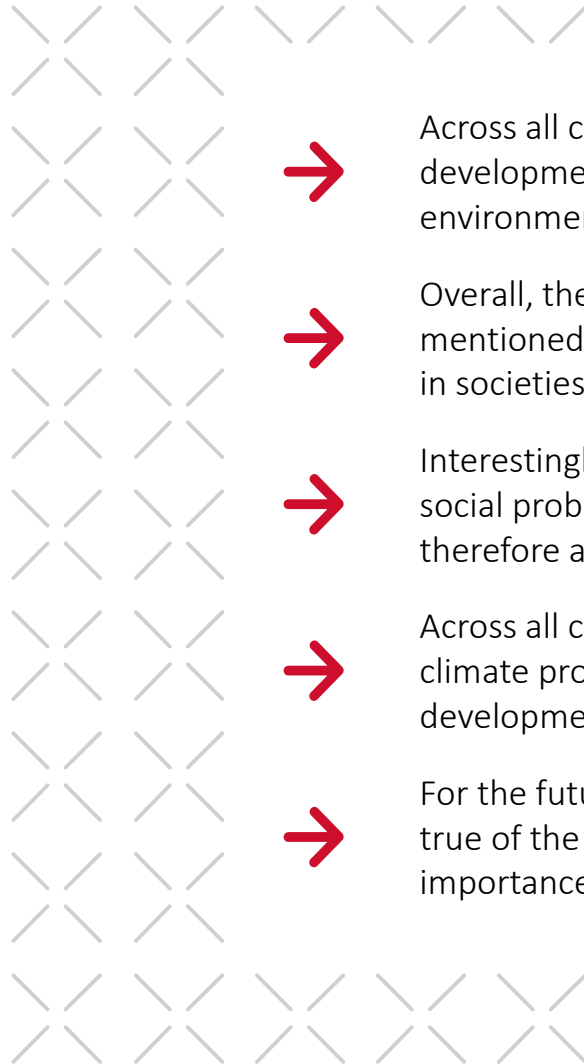 Across all c
developme
environmen
Overall, the
mentioned
in societies
Interestingl
social prob
therefore a
Across all c
climate pro
developme
For the futu
true of the
importance